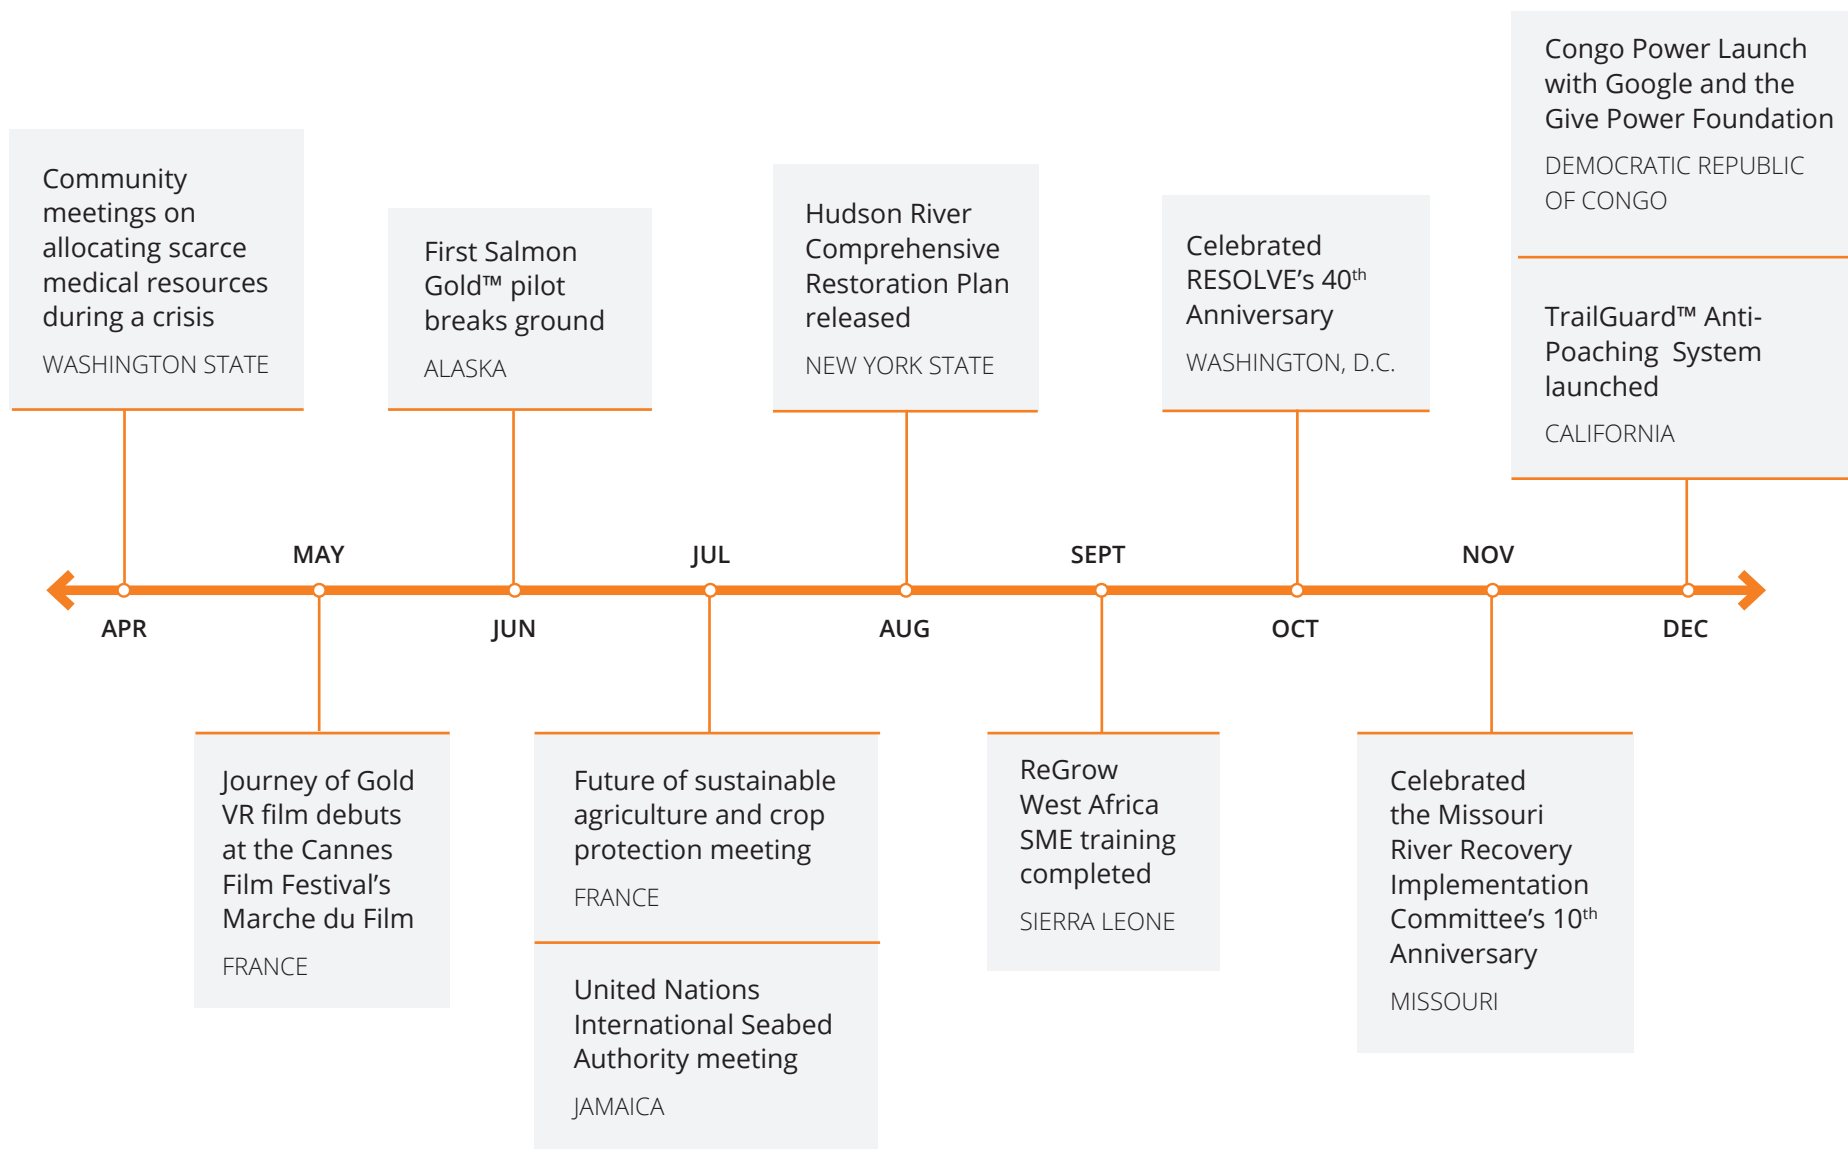 Community
meetings on
allocating scarce
medical resources
during a crisis
WASHINGTON STATE
First Salmon
Gold™ pilot
breaks ground
ALASKA
Hudson River
Comprehensive
Restoration Plan
released
NEW YORK STATE
Celebrated
RESOLVE’s 40th
Anniversary
WASHINGTON, D.C.
Congo Power Launch
with Google and the
Give Power Foundation
DEMOCRATIC REPUBLIC
OF CONGO
TrailGuard™ Anti-
Poaching System
launched
CALIFORNIA
APR
MAY
JUN
JUL
AUG
SEPT
OCT
NOV
DEC
Journey of Gold
VR film debuts
at the Cannes
Film Festival’s
Marche du Film
FRANCE
Future of sustainable
agriculture and crop
protection meeting
FRANCE
United Nations
International Seabed
Authority meeting
JAMAICA
ReGrow
West Africa
SME training
completed
SIERRA LEONE
Celebrated
the Missouri
River Recovery
Implementation
Committee’s 10th
Anniversary
MISSOURI